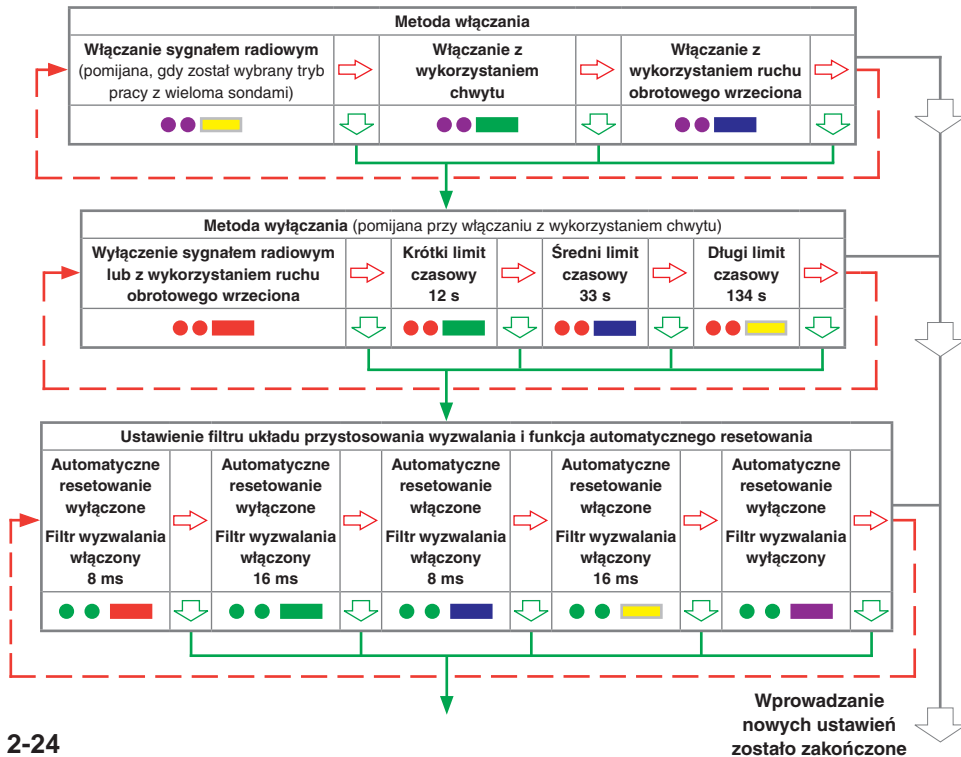 Metoda włączania
Włączanie sygnałem radiowym
(pomijana, gdy został wybrany tryb
pracy z wieloma sondami)
Włączanie z
wykorzystaniem
chwytu
Włączanie z
wykorzystaniem ruchu
obrotowego wrzeciona
Metoda wyłączania (pomijana przy włączaniu z wykorzystaniem chwytu)
Wyłączenie sygnałem radiowym
lub z wykorzystaniem ruchu
obrotowego wrzeciona
Krótki limit
czasowy
12 s
Średni limit
czasowy
33 s
Długi limit
czasowy
134 s
Ustawienie filtru układu przystosowania wyzwalania i funkcja automatycznego resetowania
Automatyczne
resetowanie
wyłączone
Filtr wyzwalania
włączony
8 ms
Automatyczne
resetowanie
wyłączone
Filtr wyzwalania
włączony
16 ms
Automatyczne
resetowanie
włączone
Filtr wyzwalania
włączony
8 ms
Automatyczne
resetowanie
włączone
Filtr wyzwalania
włączony
16 ms
Automatyczne
resetowanie
wyłączone
Filtr wyzwalania
wyłączony
Wprowadzanie
nowych ustawień
zostało zakończone
2-24